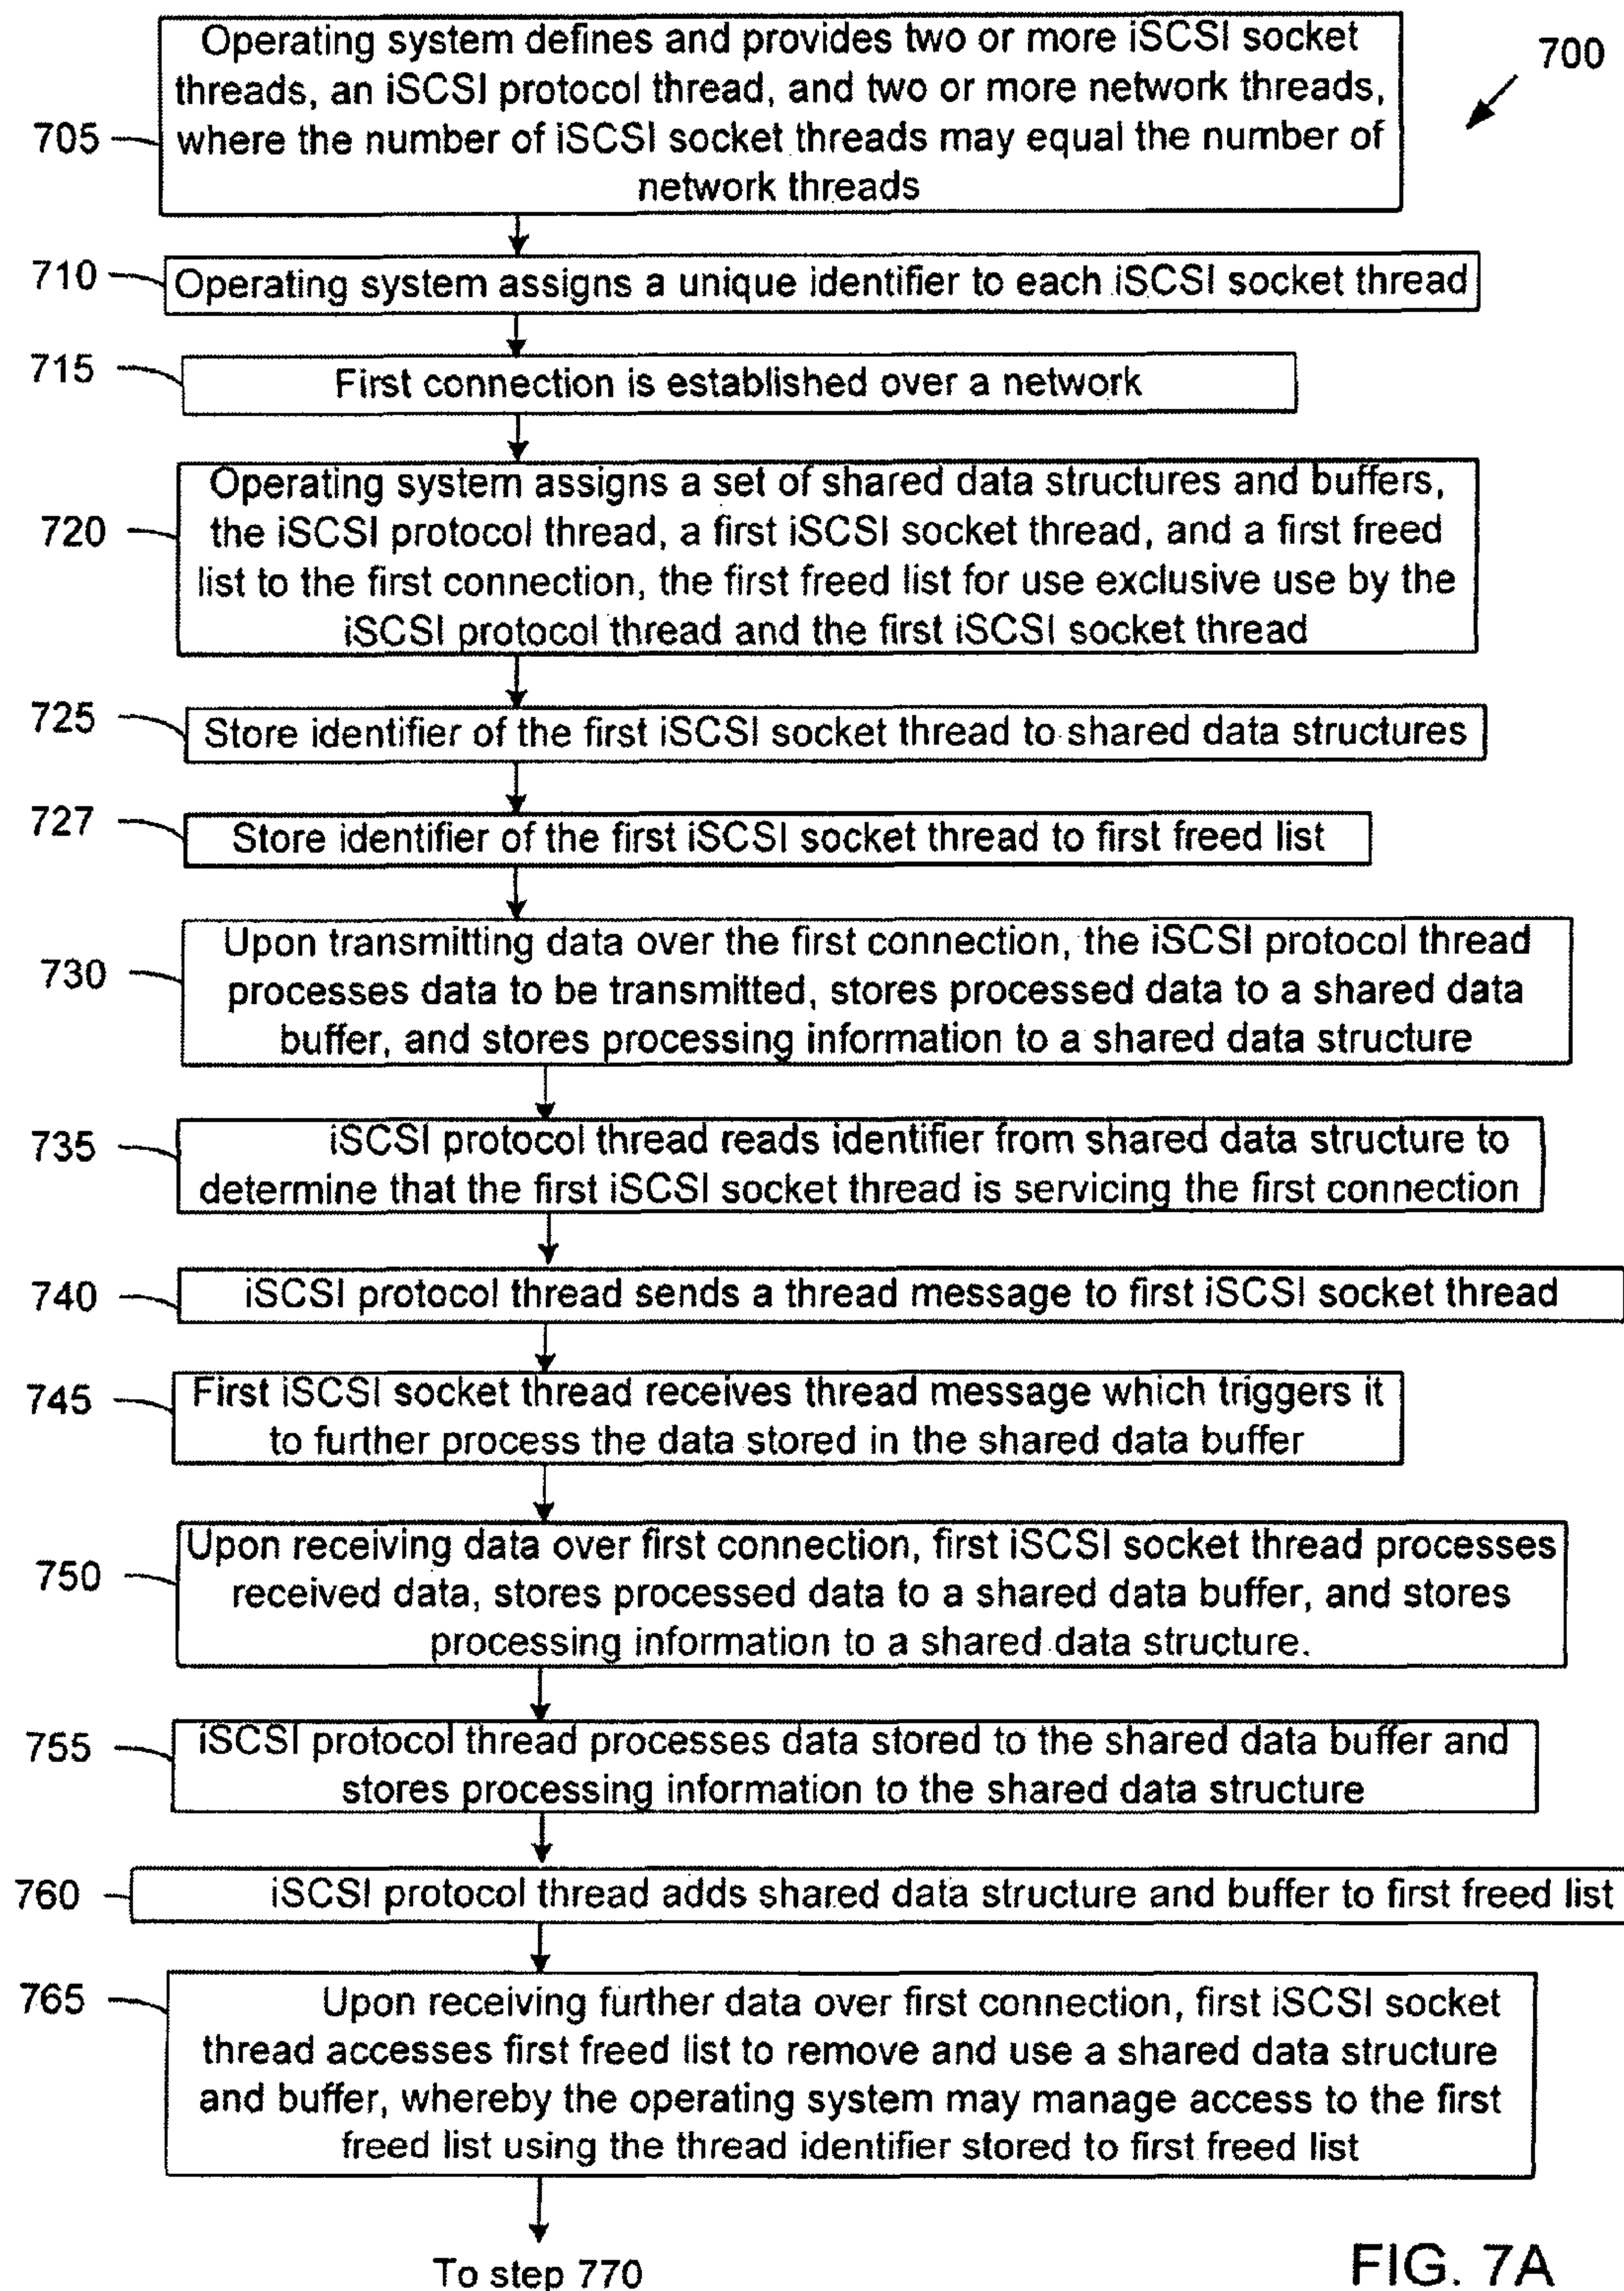 Operating system defines and provides two or more iSCSI socket
threads, an iSCSI protocol thread, and two or more network threads,
where the number of iSCSI socket threads may equal the number of
network threads
700
705
710
Operating system assigns a unique identifier to each iSCSI socket thread
715
First connection is established over a network
720
Operating system assigns a set of shared data structures and buffers,
the iSCSI protocol thread, a first iSCSI socket thread, and a first freed
list to the first connection, the first freed list for use exclusive use by the
iSCSI protocol thread and the first iSCSI socket thread
725
Store identifier of the first iSCSI socket thread to shared data structures
727
Store identifier of the first iSCSI socket thread to first freed list
730
Upon transmitting data over the first connection, the iSCSI protocol thread
processes data to be transmitted, stores processed data to a shared data
buffer, and stores processing information to a shared data structure
735
iSCSI protocol thread reads identifier from shared data structure to
determine that the first iSCSI socket thread is servicing the first connection
740
iSCSI protocol thread sends a thread message to first iSCSI socket thread
745
First iSCSI socket thread receives thread message which triggers it
to further process the data stored in the shared data buffer
750
Upon receiving data over first connection, first iSCSI socket thread processes
received data, stores processed data to a shared data buffer, and stores
processing information to a shared data structure.
755
iSCSI protocol thread processes data stored to the shared data buffer and
stores processing information to the shared data structure
760
iSCSI protocol thread adds shared data structure and buffer to first freed list
765
Upon receiving further data over first connection, first iSCSI socket
thread accesses first freed list to remove and use a shared data structure
and buffer, whereby the operating system may manage access to the first
freed list using the thread identifier stored to first freed list
To step 770
FIG. 7A